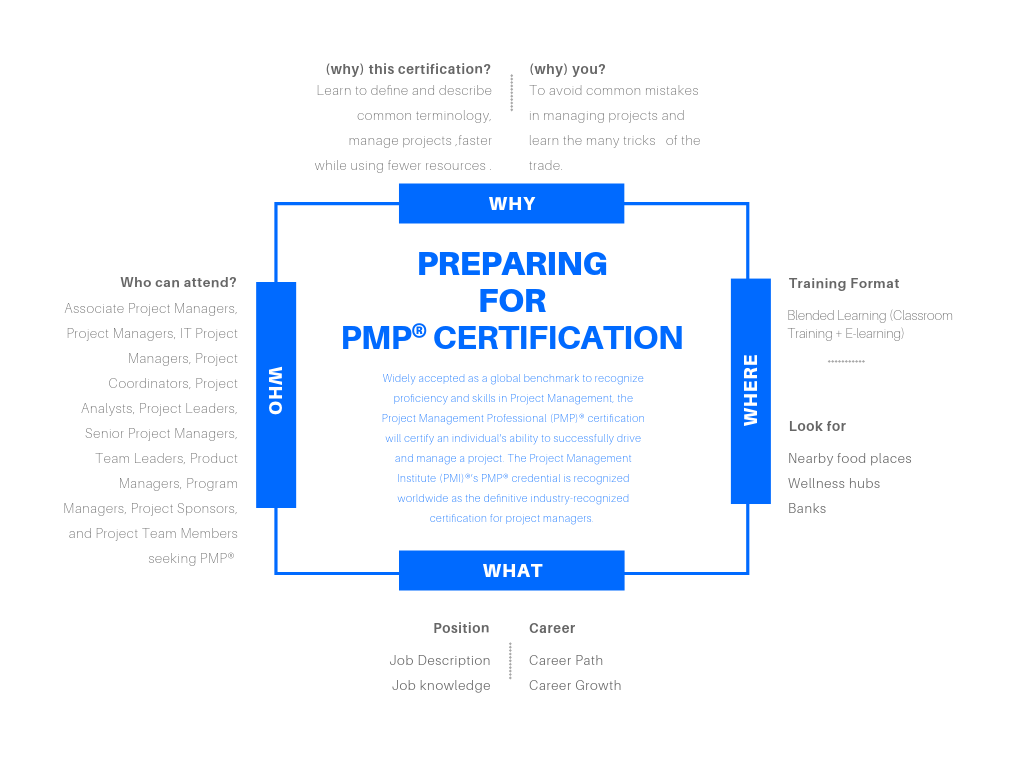 (why) this certification?
Learn to define and describe
common terminology,
manage projects ,faster
while using fewer resources .
(why) you?
To avoid common mistakes
in managing projects and
learn the many tricks of the
trade.
WHY
Who can attend?
Associate Project Managers,
Project Managers, IT Project
Managers, Project
Coordinators, Project
Analysts, Project Leaders,
Senior Project Managers,
Team Leaders, Product
Managers, Program
Managers, Project Sponsors,
and Project Team Members
seeking PMP®
WHO
PREPARING
FOR
PMP® CERTIFICATION
Widely accepted as a global benchmark to recognize
proficiency and skills in Project Management, the
Project Management Professional (PMP)® certification
will certify an individual's ability to successfully drive
and manage a project. The Project Management
Institute (PMI)®'s PMP® credential is recognized
worldwide as the definitive industry-recognized
certification for project managers.
WHERE
Training Format
Blended Learning (Classroom
Training + E-learning)
Look for
Nearby food places
Wellness hubs
Banks
WHAT
Position
Job Description
Job knowledge
Career
Career Path
Career Growth